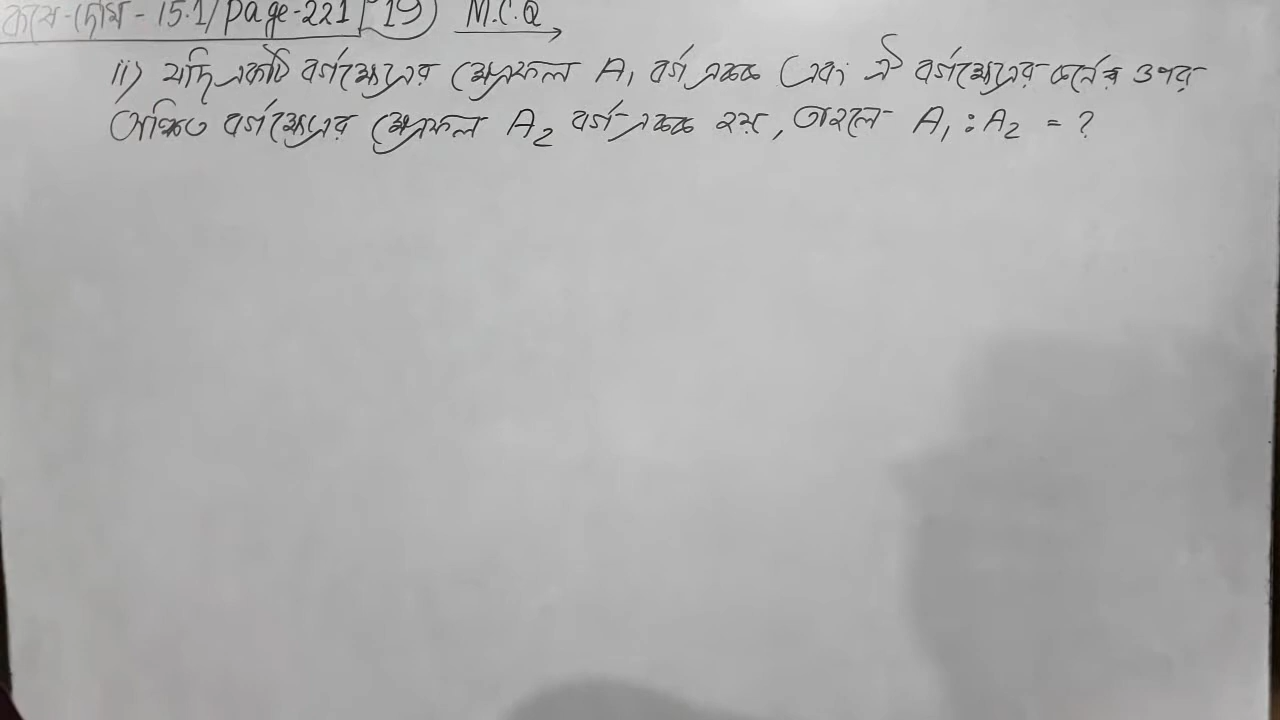 কষে-দেখি - 15.1/page-221 [19) M.C.Q
ii) যদি একটি বর্গক্ষেত্রের ক্ষেত্রফল A₁ বর্গ একক এবং ঐ বর্গক্ষেত্রের কর্ণের ওপর
অঙ্কিত বর্গক্ষেত্রের ক্ষেত্রফল A₂ বর্গ-একক হয়, তাহলে A₁ : A₂ = ?